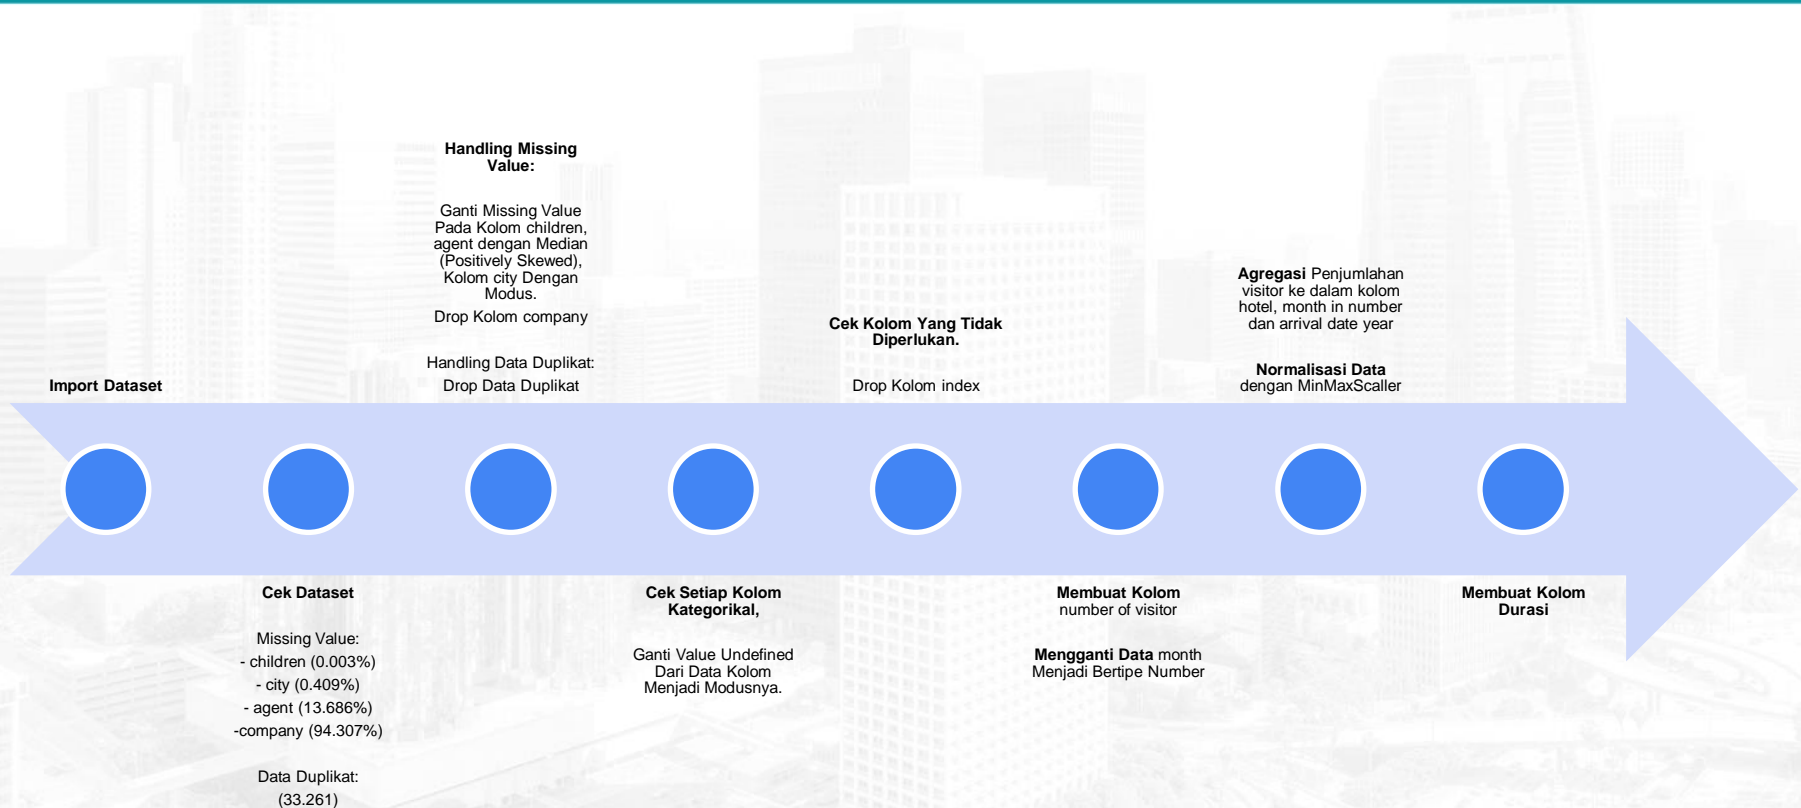 Import Dataset
Cek Dataset
Missing Value:
- children (0.003%)
- city (0.409%)
- agent (13.686%)
-company (94.307%)
Data Duplikat:
(33.261)
Handling Missing
Value:
Ganti Missing Value
Pada Kolom children,
agent dengan Median
(Positively Skewed),
Kolom city Dengan
Modus.
Drop Kolom company
Handling Data Duplikat:
Drop Data Duplikat
Cek Setiap Kolom
Kategorikal,
Ganti Value Undefined
Dari Data Kolom
Menjadi Modusnya.
Cek Kolom Yang Tidak
Diperlukan.
Drop Kolom index
Membuat Kolom
number of visitor
Mengganti Data month
Menjadi Bertipe Number
Agregasi Penjumlahan
visitor ke dalam kolom
hotel, month in number
dan arrival date year
Normalisasi Data
dengan MinMaxScaller
Membuat Kolom
Durasi